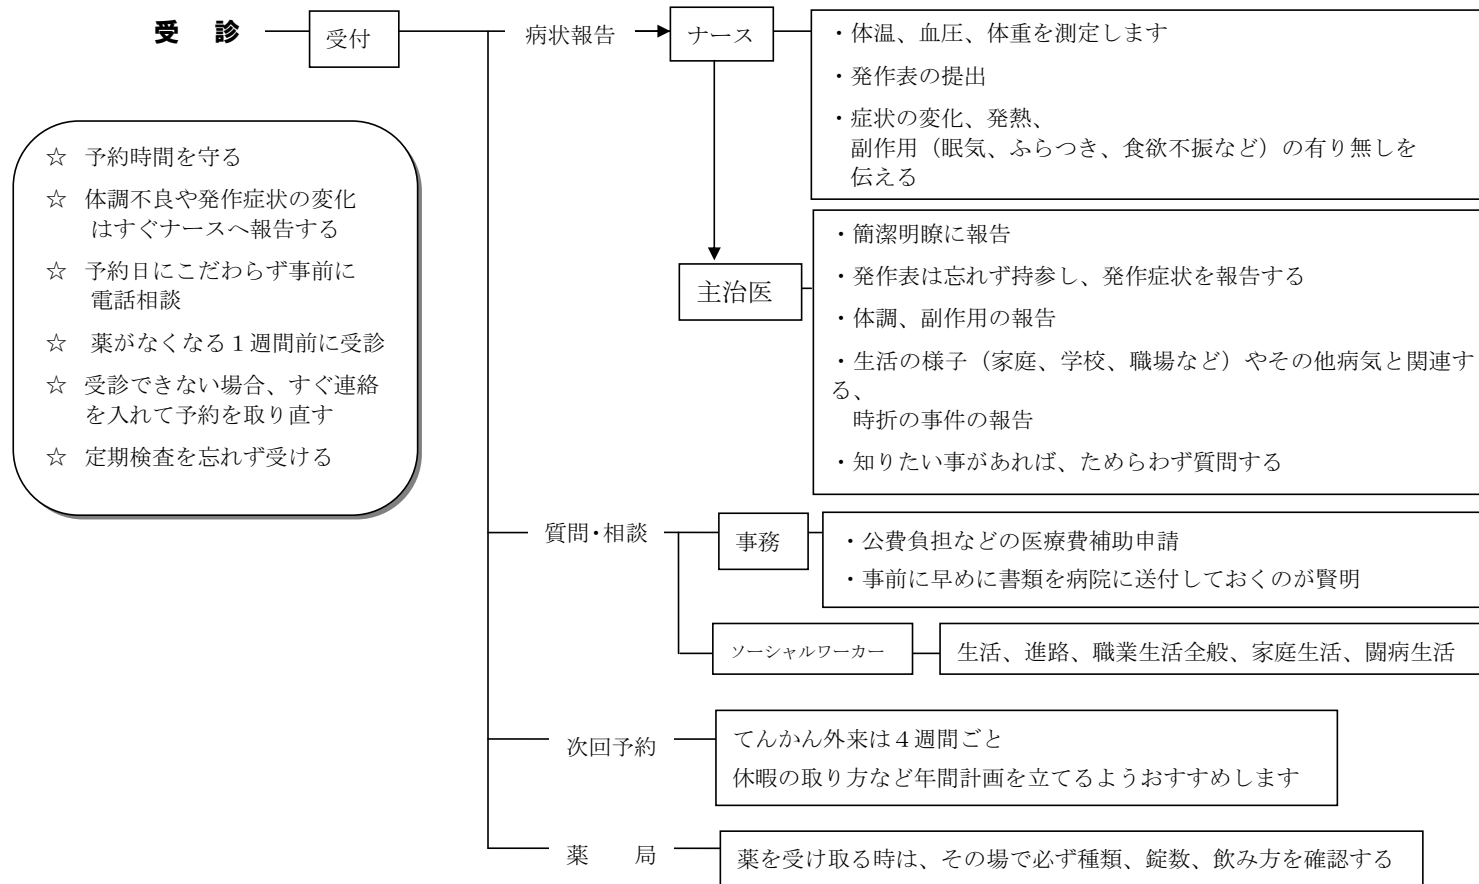 受　診
受付
病状報告
ナース
・体温、血圧、体重を測定します
・発作表の提出
・症状の変化、発熱、
副作用（眠気、ふらつき、食欲不振など）の有り無しを
伝える
☆　予約時間を守る
☆　体調不良や発作症状の変化
はすぐナースへ報告する
☆　予約日にこだわらず事前に
電話相談
☆　薬がなくなる１週間前に受診
☆　受診できない場合、すぐ連絡
を入れて予約を取り直す
☆　定期検査を忘れず受ける
主治医
・簡潔明瞭に報告
・発作表は忘れず持参し、発作症状を報告する
・体調、副作用の報告
・生活の様子（家庭、学校、職場など）やその他病気と関連す
る、
時折の事件の報告
・知りたい事があれば、ためらわず質問する
質問・相談
事務
・公費負担などの医療費補助申請
・事前に早めに書類を病院に送付しておくのが賢明
ソーシャルワーカー
生活、進路、職業生活全般、家庭生活、闘病生活
次回予約
てんかん外来は４週間ごと
休暇の取り方など年間計画を立てるようおすすめします
薬　局
薬を受け取る時は、その場で必ず種類、錠数、飲み方を確認する